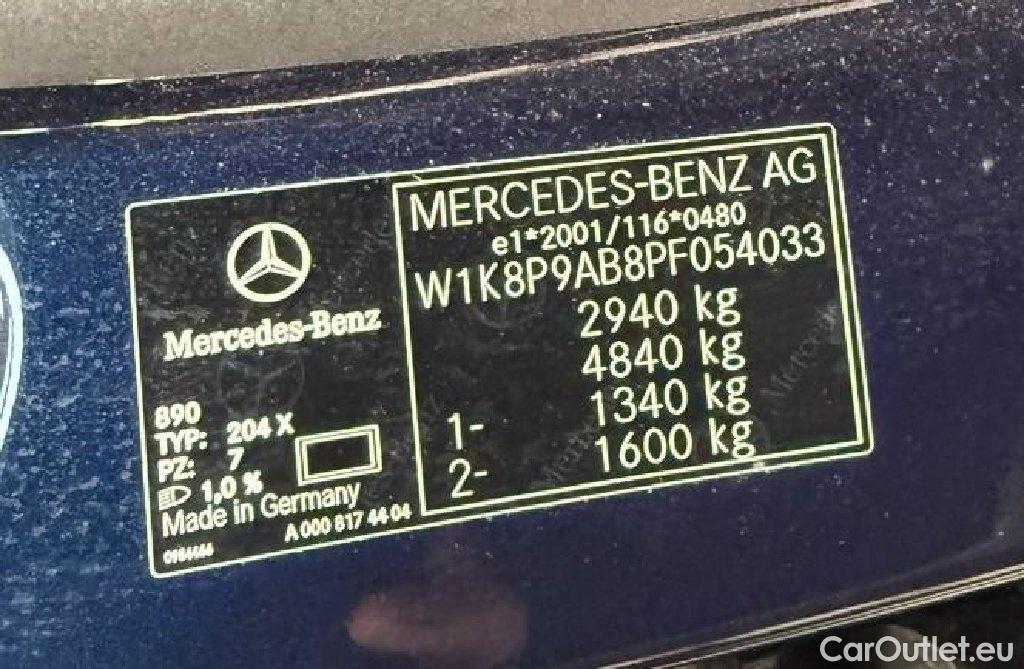 Mercedes-Benz
890
TYP: 204 X
PZ: 7
1,0 %
Made in Germany
A 000 817 44 04
MERCEDES-BENZ AG
e1*2001/116*0480
W1K8P9AB8PF054033
2940 kg
4840 kg
1- 1340 kg
2- 1600 kg
CarOutlet.eu